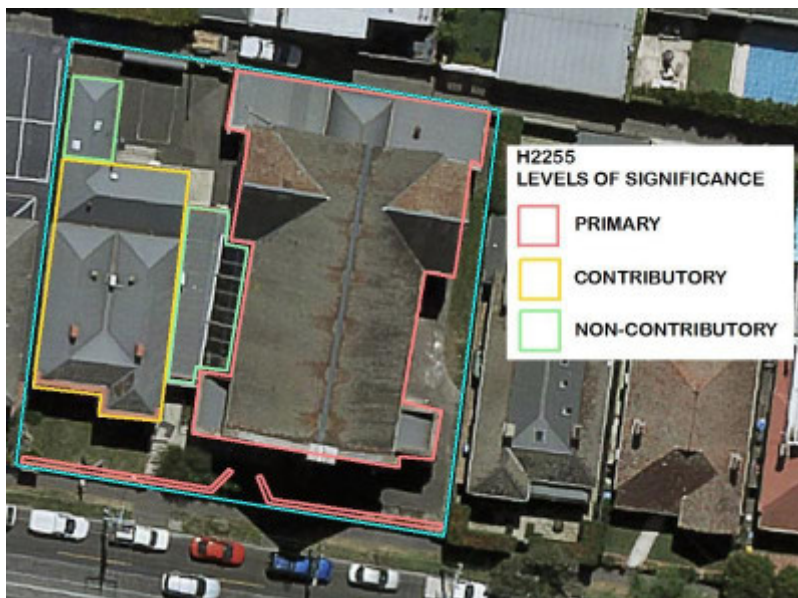 H2255
LEVELS OF SIGNIFICANCE
PRIMARY
CONTRIBUTORY
NON-CONTRIBUTORY